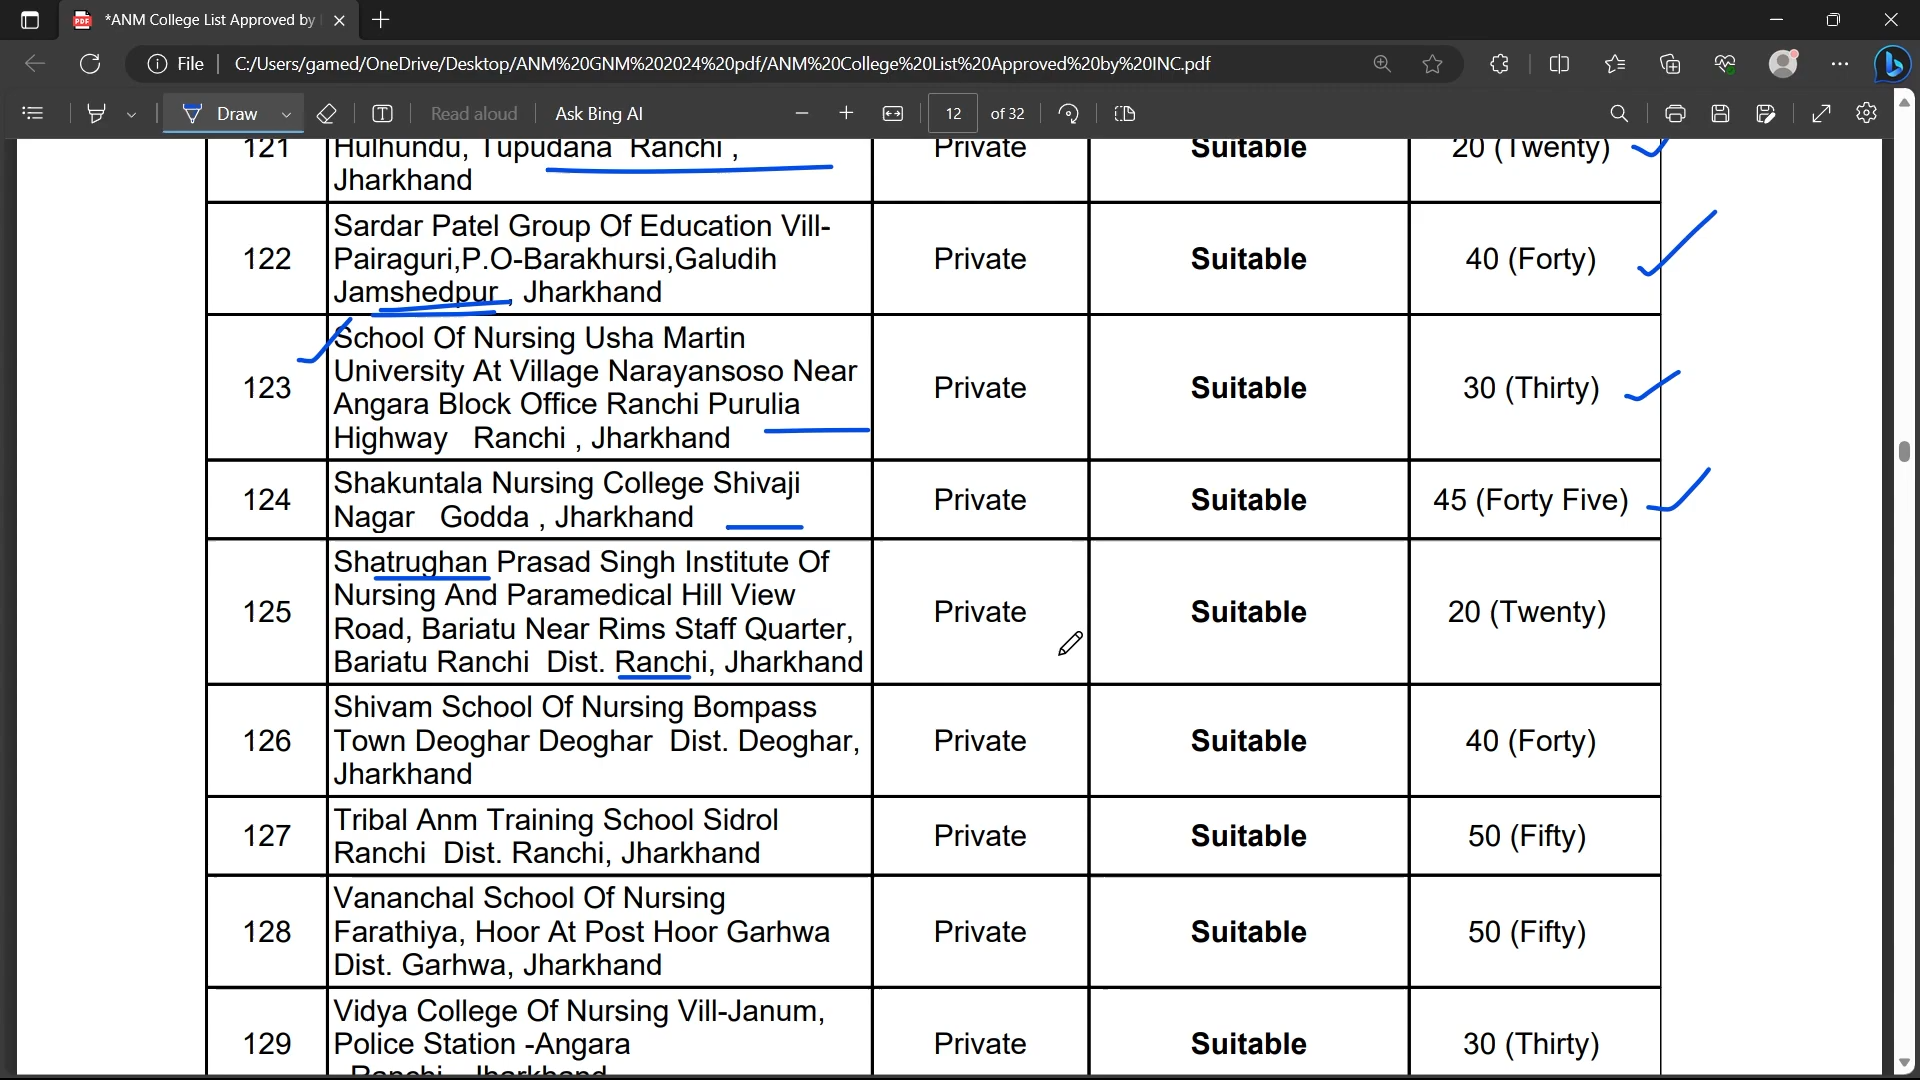 *ANM College List Approved by
File
C:/Users/gamed/OneDrive/Desktop/ANM%20GNM%202024%20pdf/ANM%20College%20List%20Approved%20by%20INC.pdf
Draw
Read aloud
Ask Bing AI
12 of 32
121
Hulhundu, Tupudana Ranchi ,
Jharkhand
Private
Suitable
20 (Twenty)
122
Sardar Patel Group Of Education Vill-
Pairaguri,P.O-Barakhursi,Galudih
Jamshedpur , Jharkhand
Private
Suitable
40 (Forty)
123
School Of Nursing Usha Martin
University At Village Narayansoso Near
Angara Block Office Ranchi Purulia
Highway Ranchi , Jharkhand
Private
Suitable
30 (Thirty)
124
Shakuntala Nursing College Shivaji
Nagar Godda , Jharkhand
Private
Suitable
45 (Forty Five)
125
Shatrughan Prasad Singh Institute Of
Nursing And Paramedical Hill View
Road, Bariatu Near Rims Staff Quarter,
Bariatu Ranchi Dist. Ranchi, Jharkhand
Private
Suitable
20 (Twenty)
126
Shivam School Of Nursing Bompass
Town Deoghar Deoghar Dist. Deoghar,
Jharkhand
Private
Suitable
40 (Forty)
127
Tribal Anm Training School Sidrol
Ranchi Dist. Ranchi, Jharkhand
Private
Suitable
50 (Fifty)
128
Vananchal School Of Nursing
Farathiya, Hoor At Post Hoor Garhwa
Dist. Garhwa, Jharkhand
Private
Suitable
50 (Fifty)
129
Vidya College Of Nursing Vill-Janum,
Police Station -Angara
Ranchi , Jharkhand
Private
Suitable
30 (Thirty)